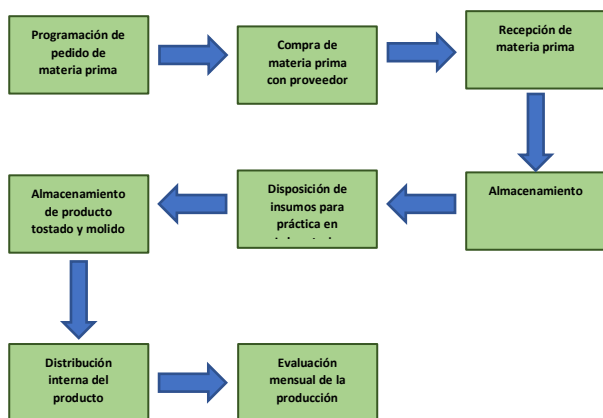 Programación de
pedido de
materia prima
Compra de
materia prima
con proveedor
Recepción de
materia prima
Almacenamiento
Disposición de
insumos para
práctica en
Almacenamiento
de producto
tostado y molido
Distribución
interna del
producto
Evaluación
mensual de la
producción